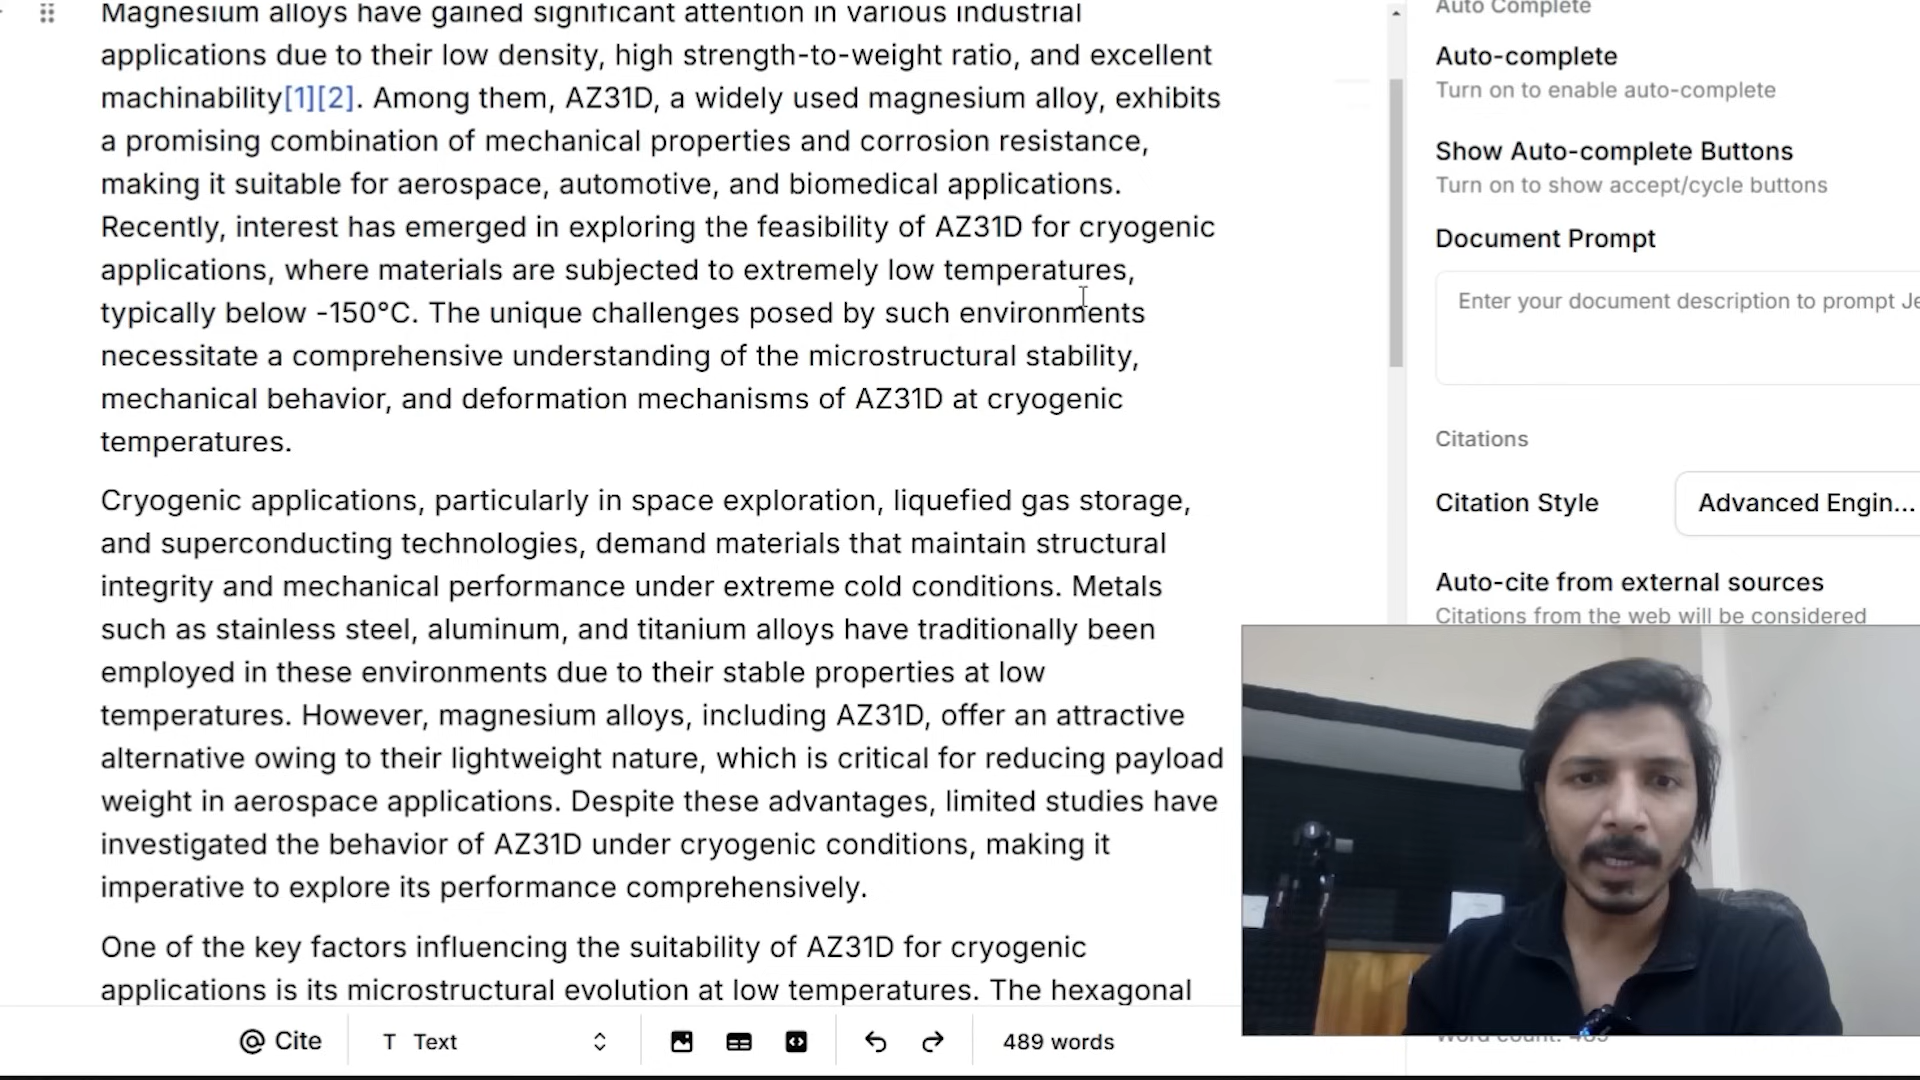 Magnesium alloys have gained significant attention in various industrial
applications due to their low density, high strength-to-weight ratio, and excellent
machinability[1][2]. Among them, AZ31D, a widely used magnesium alloy, exhibits
a promising combination of mechanical properties and corrosion resistance,
making it suitable for aerospace, automotive, and biomedical applications.
Recently, interest has emerged in exploring the feasibility of AZ31D for cryogenic
applications, where materials are subjected to extremely low temperatures,
typically below -150°C. The unique challenges posed by such environments
necessitate a comprehensive understanding of the microstructural stability,
mechanical behavior, and deformation mechanisms of AZ31D at cryogenic
temperatures.
Cryogenic applications, particularly in space exploration, liquefied gas storage,
and superconducting technologies, demand materials that maintain structural
integrity and mechanical performance under extreme cold conditions. Metals
such as stainless steel, aluminum, and titanium alloys have traditionally been
employed in these environments due to their stable properties at low
temperatures. However, magnesium alloys, including AZ31D, offer an attractive
alternative owing to their lightweight nature, which is critical for reducing payload
weight in aerospace applications. Despite these advantages, limited studies have
investigated the behavior of AZ31D under cryogenic conditions, making it
imperative to explore its performance comprehensively.
One of the key factors influencing the suitability of AZ31D for cryogenic
applications is its microstructural evolution at low temperatures. The hexagonal
@ Cite
T Text
489 words
Auto Complete
Auto-complete
Turn on to enable auto-complete
Show Auto-complete Buttons
Turn on to show accept/cycle buttons
Document Prompt
Enter your document description to prompt Je
Citations
Citation Style
Advanced Engin...
Auto-cite from external sources
Citations from the web will be considered
Word count: 489